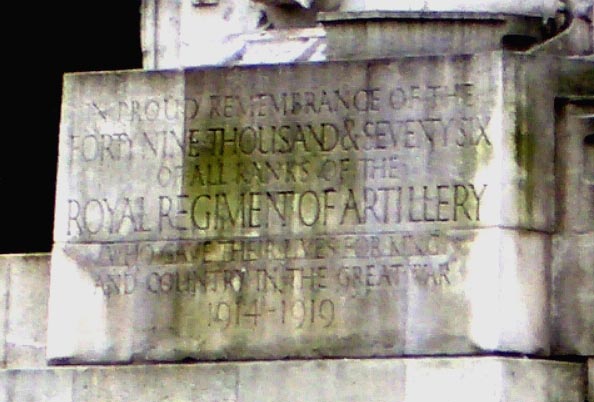 IN PROUD REMEMBRANCE OF THE
FORTY NINE THOUSAND & SEVENTY SIX
OF ALL RANKS OF THE
ROYAL REGIMENT OF ARTILLERY
WHO GAVE THEIR LIVES FOR KING
AND COUNTRY IN THE GREAT WAR
1914-1919